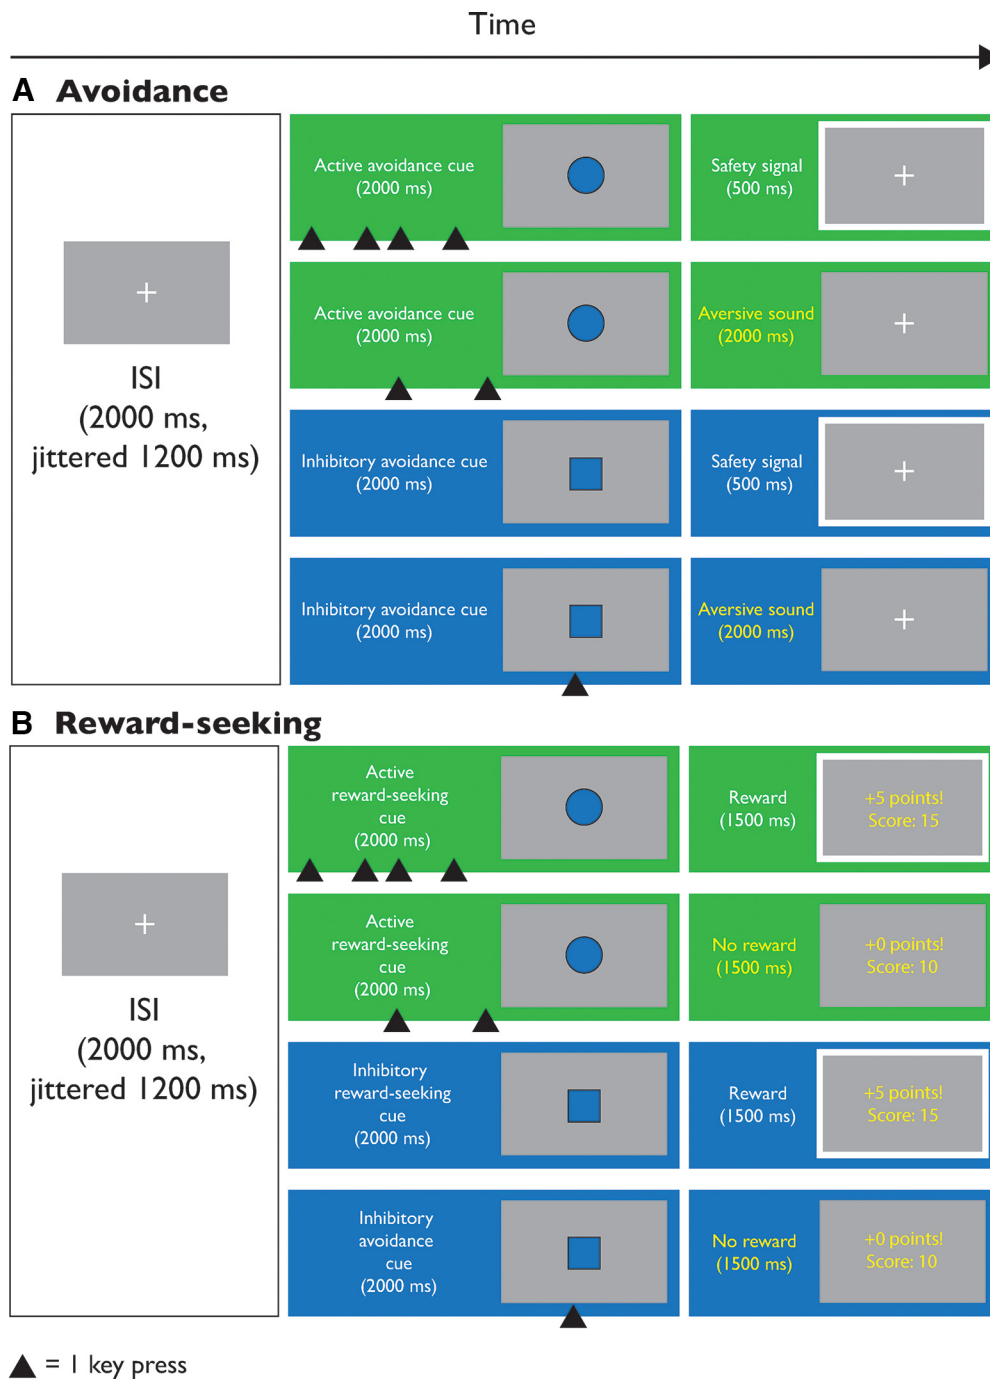 Time
A Avoidance
ISI
(2000 ms,
jittered 1200 ms)
Active avoidance cue
(2000 ms)
Safety signal
(500 ms)
Active avoidance cue
(2000 ms)
Aversive sound
(2000 ms)
Inhibitory avoidance cue
(2000 ms)
Safety signal
(500 ms)
Inhibitory avoidance cue
(2000 ms)
Aversive sound
(2000 ms)
B Reward-seeking
ISI
(2000 ms,
jittered 1200 ms)
Active
reward-seeking
cue
(2000 ms)
Reward
(1500 ms)
+5 points!
Score: 15
Active
reward-seeking
cue
(2000 ms)
No reward
(1500 ms)
+0 points!
Score: 10
Inhibitory
reward-seeking
cue
(2000 ms)
Reward
(1500 ms)
+5 points!
Score: 15
Inhibitory
avoidance
cue
(2000 ms)
No reward
(1500 ms)
+0 points!
Score: 10
= 1 key press